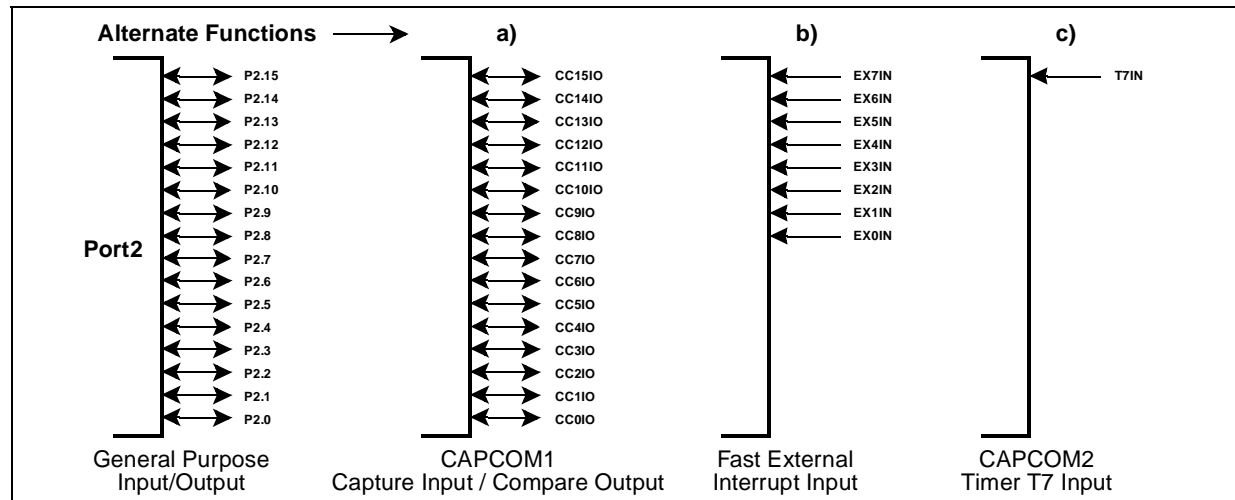 Alternate Functions a) b) c)
P2.15 CC15IO EX7IN T7IN
P2.14 CC14IO EX6IN
P2.13 CC13IO EX5IN
P2.12 CC12IO EX4IN
P2.11 CC11IO EX3IN
P2.10 CC10IO EX2IN
P2.9 CC9IO EX1IN
P2.8 CC8IO EX0IN
Port2
P2.7 CC7IO
P2.6 CC6IO
P2.5 CC5IO
P2.4 CC4IO
P2.3 CC3IO
P2.2 CC2IO
P2.1 CC1IO
P2.0 CC0IO
General Purpose CAPCOM1 Fast External CAPCOM2
Input/Output Capture Input / Compare Output Interrupt Input Timer T7 Input